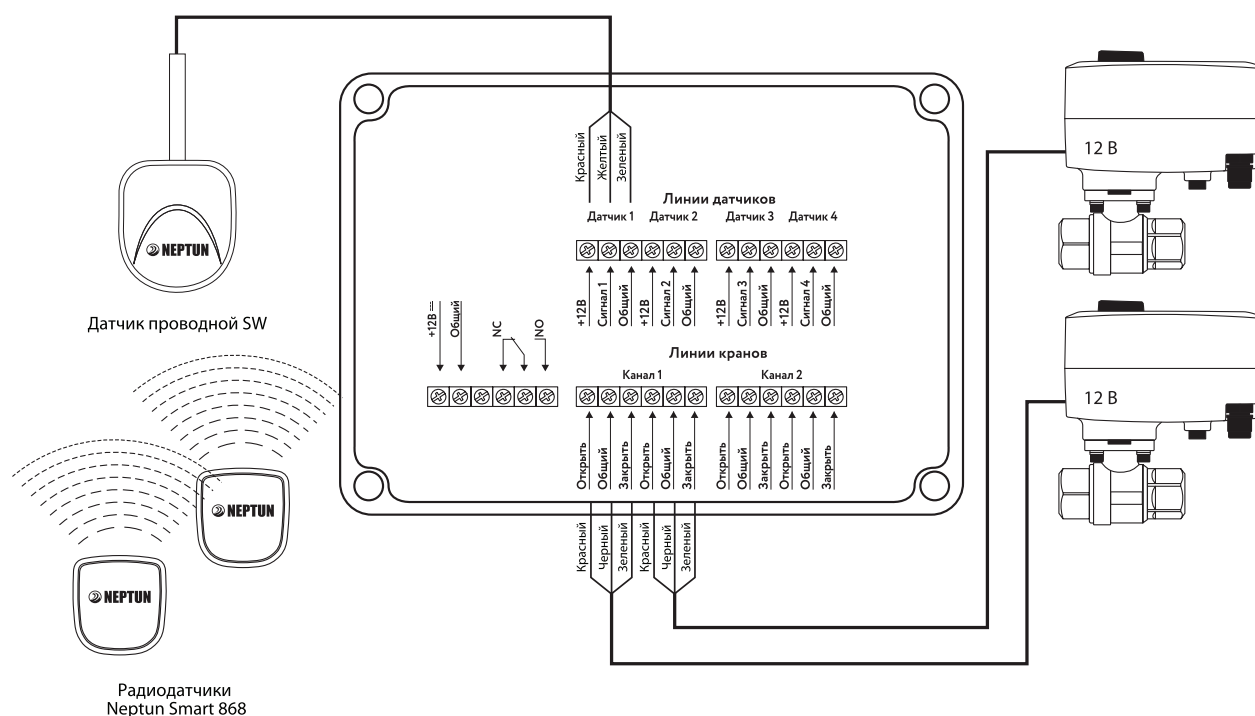 Красный
Желтый
Зеленый
Линии датчиков
Датчик 1 Датчик 2 Датчик 3 Датчик 4
+12В
Сигнал 1
Общий
+12В
Сигнал 2
Общий
+12В
Сигнал 3
Общий
+12В
Сигнал 4
Общий
12 В
NEPTUN
Датчик проводной SW
+12В
Общий
NC
NO
Линии кранов
Канал 1 Канал 2
Открыть
Общий
Закрыть
Открыть
Общий
Закрыть
Открыть
Общий
Закрыть
Открыть
Общий
Закрыть
12 В
Красный
Черный
Зеленый
Красный
Черный
Зеленый
NEPTUN
NEPTUN
Радиодатчики
Neptun Smart 868